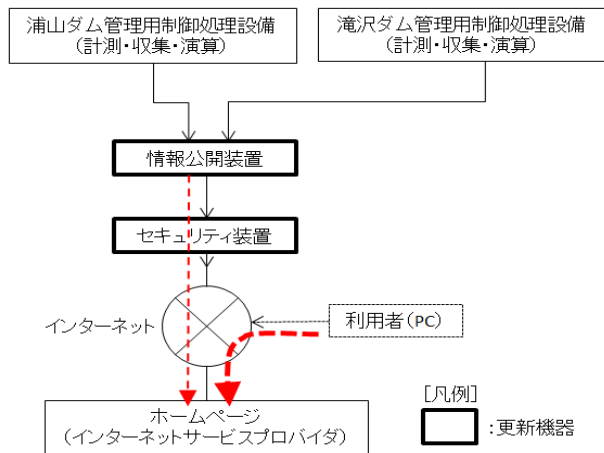 浦山ダム管理用制御処理設備
(計測・収集・演算)
滝沢ダム管理用制御処理設備
(計測・収集・演算)
情報公開装置
セキュリティ装置
インターネット
利用者(PC)
ホームページ
(インターネットサービスプロバイダ)
[凡例]
:更新機器